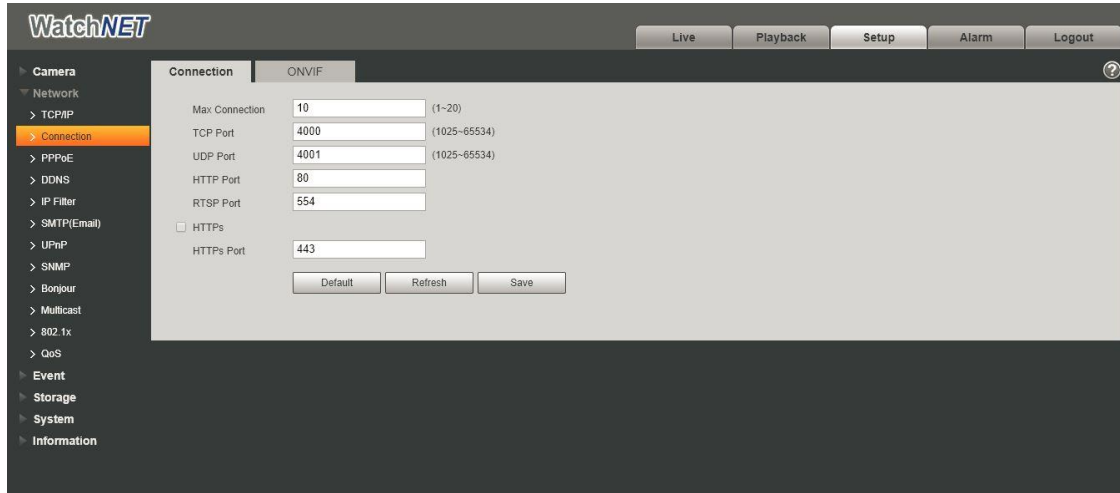 WatchNET
Live Playback Setup Alarm Logout
Camera
Network
> TCP/IP
> Connection
> PPPoE
> DDNS
> IP Filter
> SMTP(Email)
> UPnP
> SNMP
> Bonjour
> Multicast
> 802.1x
> QoS
Event
Storage
System
Information
Connection ONVIF ?
Max Connection 10 (1~20)
TCP Port 4000 (1025~65534)
UDP Port 4001 (1025~65534)
HTTP Port 80
RTSP Port 554
HTTPs
HTTPs Port 443
Default Refresh Save